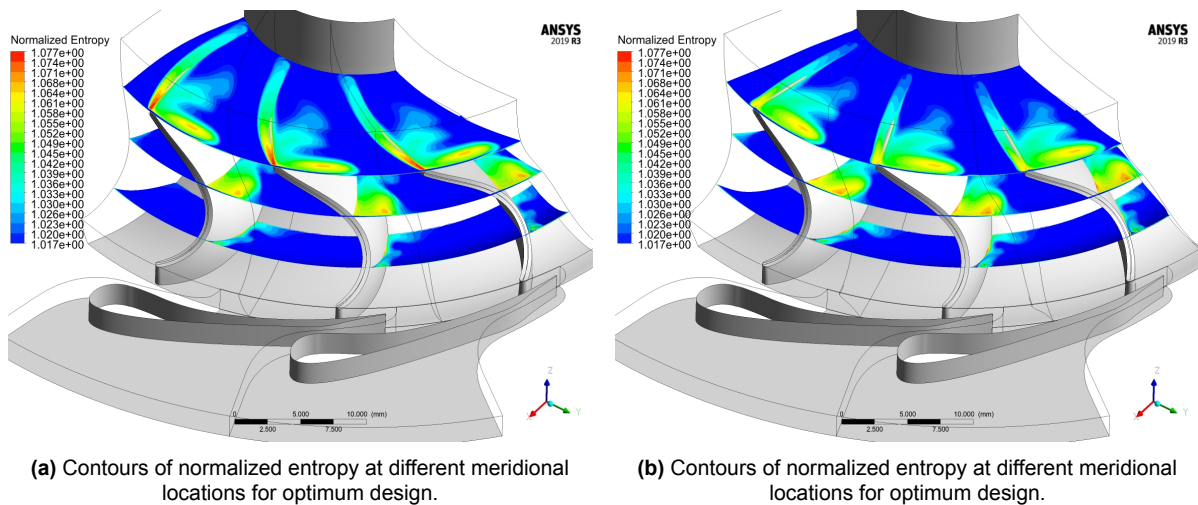 Normalized Entropy
1.077e+00
1.074e+00
1.071e+00
1.068e+00
1.064e+00
1.061e+00
1.058e+00
1.055e+00
1.052e+00
1.049e+00
1.045e+00
1.042e+00
1.039e+00
1.036e+00
1.033e+00
1.030e+00
1.026e+00
1.023e+00
1.020e+00
1.017e+00
ANSYS
2019 R3
0 5.000 10.000 (mm)
2.500 7.500
Z
X Y
(a) Contours of normalized entropy at different meridional
locations for optimum design.
Normalized Entropy
1.077e+00
1.074e+00
1.071e+00
1.068e+00
1.064e+00
1.061e+00
1.058e+00
1.055e+00
1.052e+00
1.049e+00
1.045e+00
1.042e+00
1.039e+00
1.036e+00
1.033e+00
1.030e+00
1.026e+00
1.023e+00
1.020e+00
1.017e+00
ANSYS
2019 R3
0 5.000 10.000 (mm)
2.500 7.500
Z
X Y
(b) Contours of normalized entropy at different meridional
locations for optimum design.